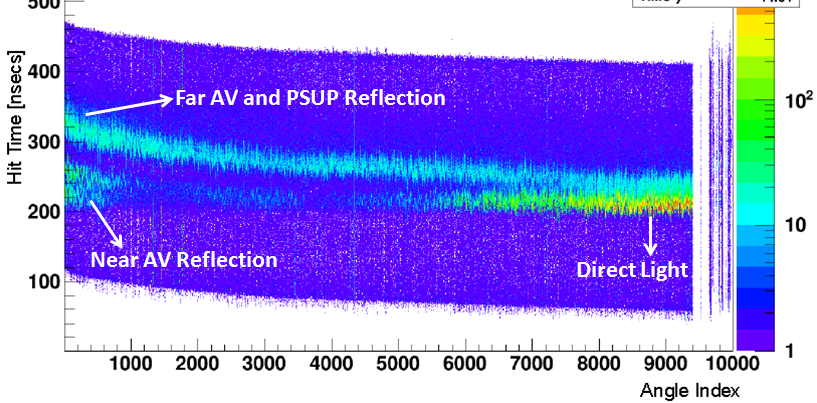 500
400
300
200
100
Hit Time [nsecs]
Far AV and PSUP Reflection
Near AV Reflection
Direct Light
10²
10
1
1000 2000 3000 4000 5000 6000 7000 8000 9000 10000
Angle Index